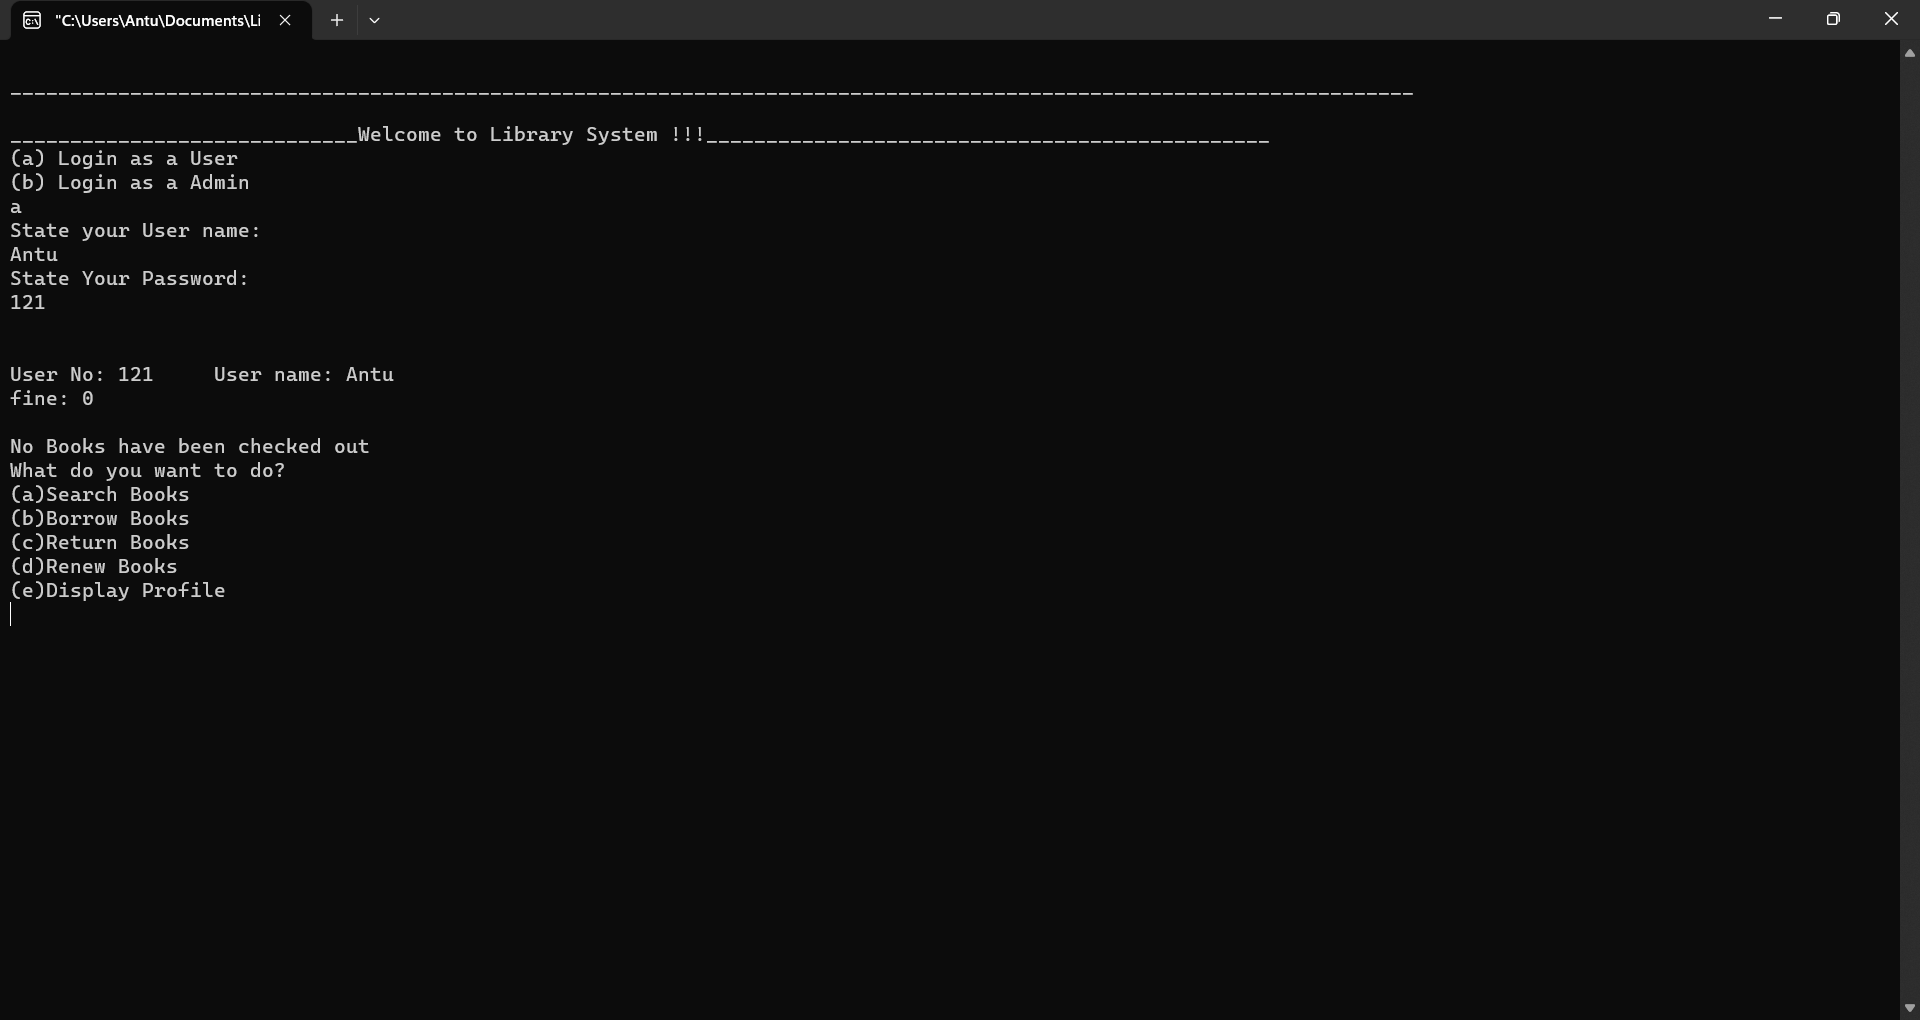 "C:\Users\Antu\Documents\Li
_____________________________________________________________________________________________________________________
_____________________________Welcome to Library System !!!_______________________________________________
(a) Login as a User
(b) Login as a Admin
a
State your User name:
Antu
State Your Password:
121
User No: 121     User name: Antu
fine: 0
No Books have been checked out
What do you want to do?
(a)Search Books
(b)Borrow Books
(c)Return Books
(d)Renew Books
(e)Display Profile